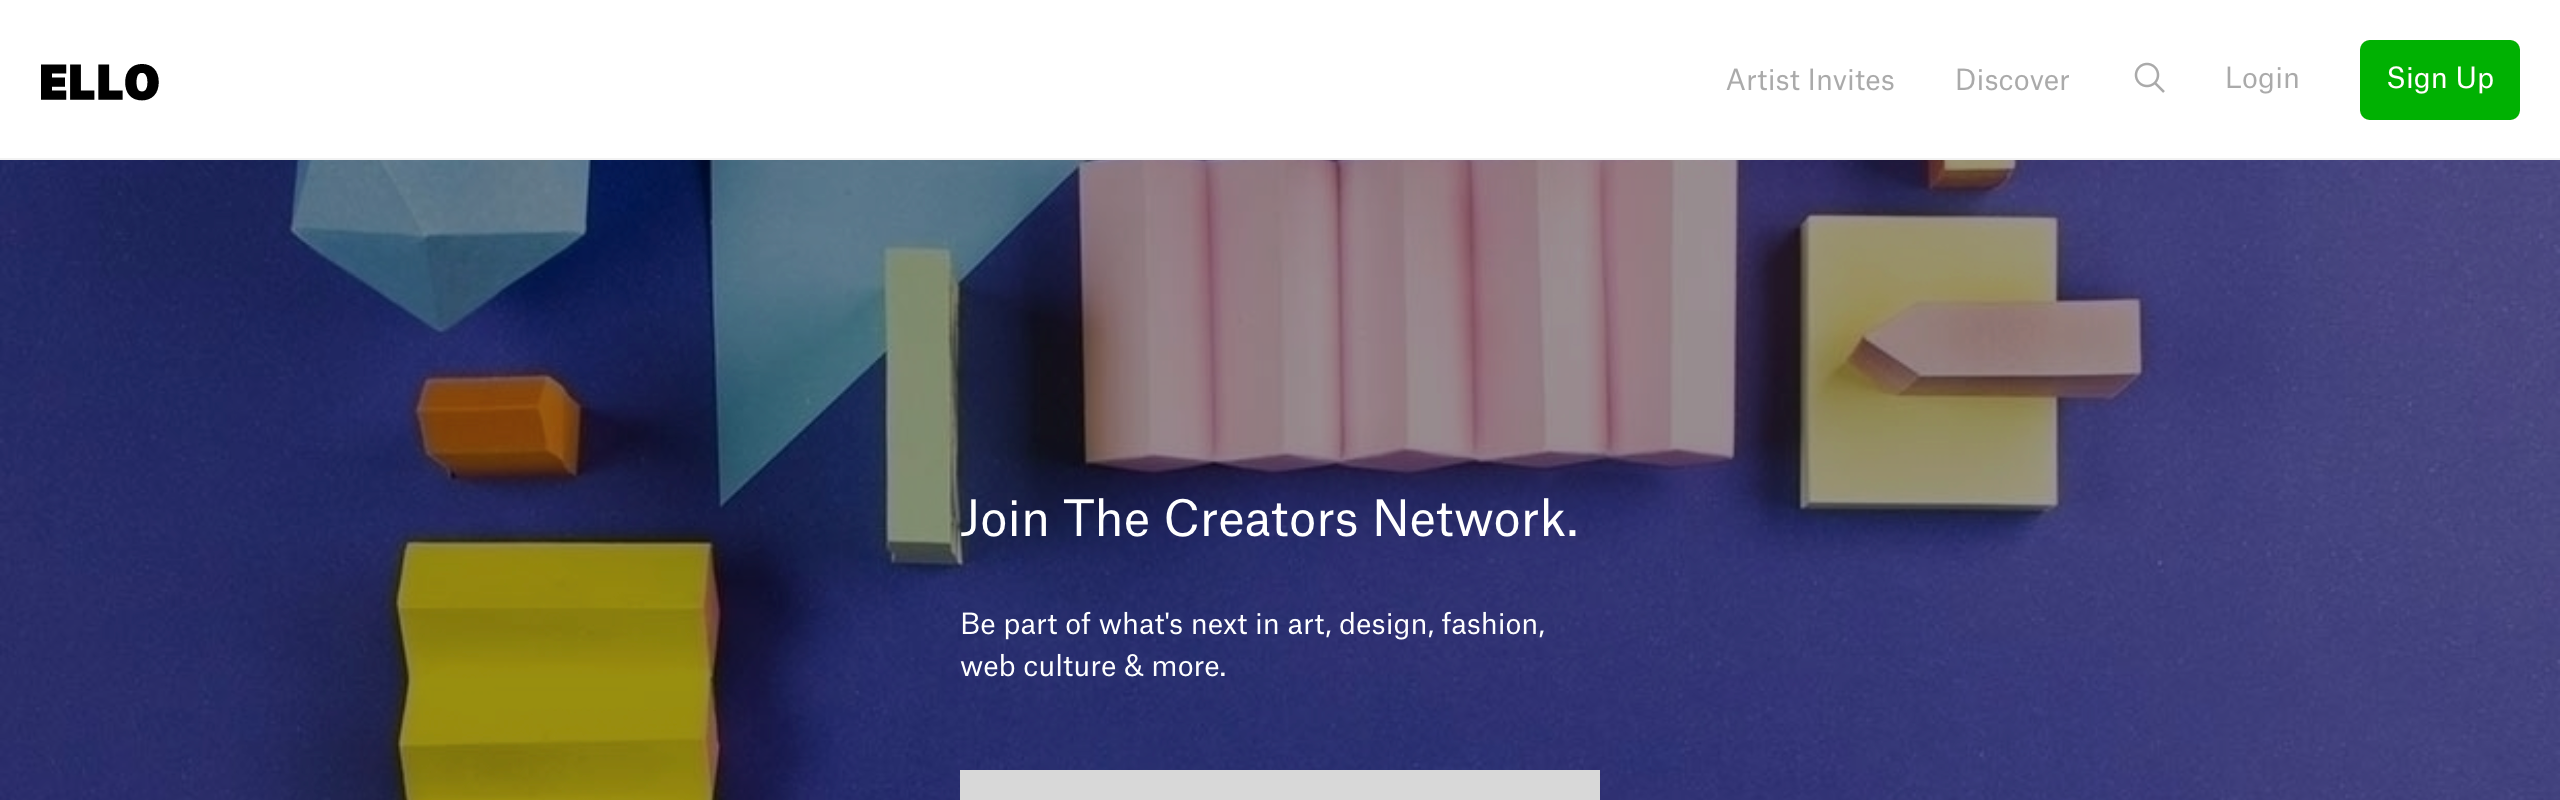 ELLO
Artist Invites
Discover
Login
Sign Up
Join The Creators Network.
Be part of what's next in art, design, fashion,
web culture & more.